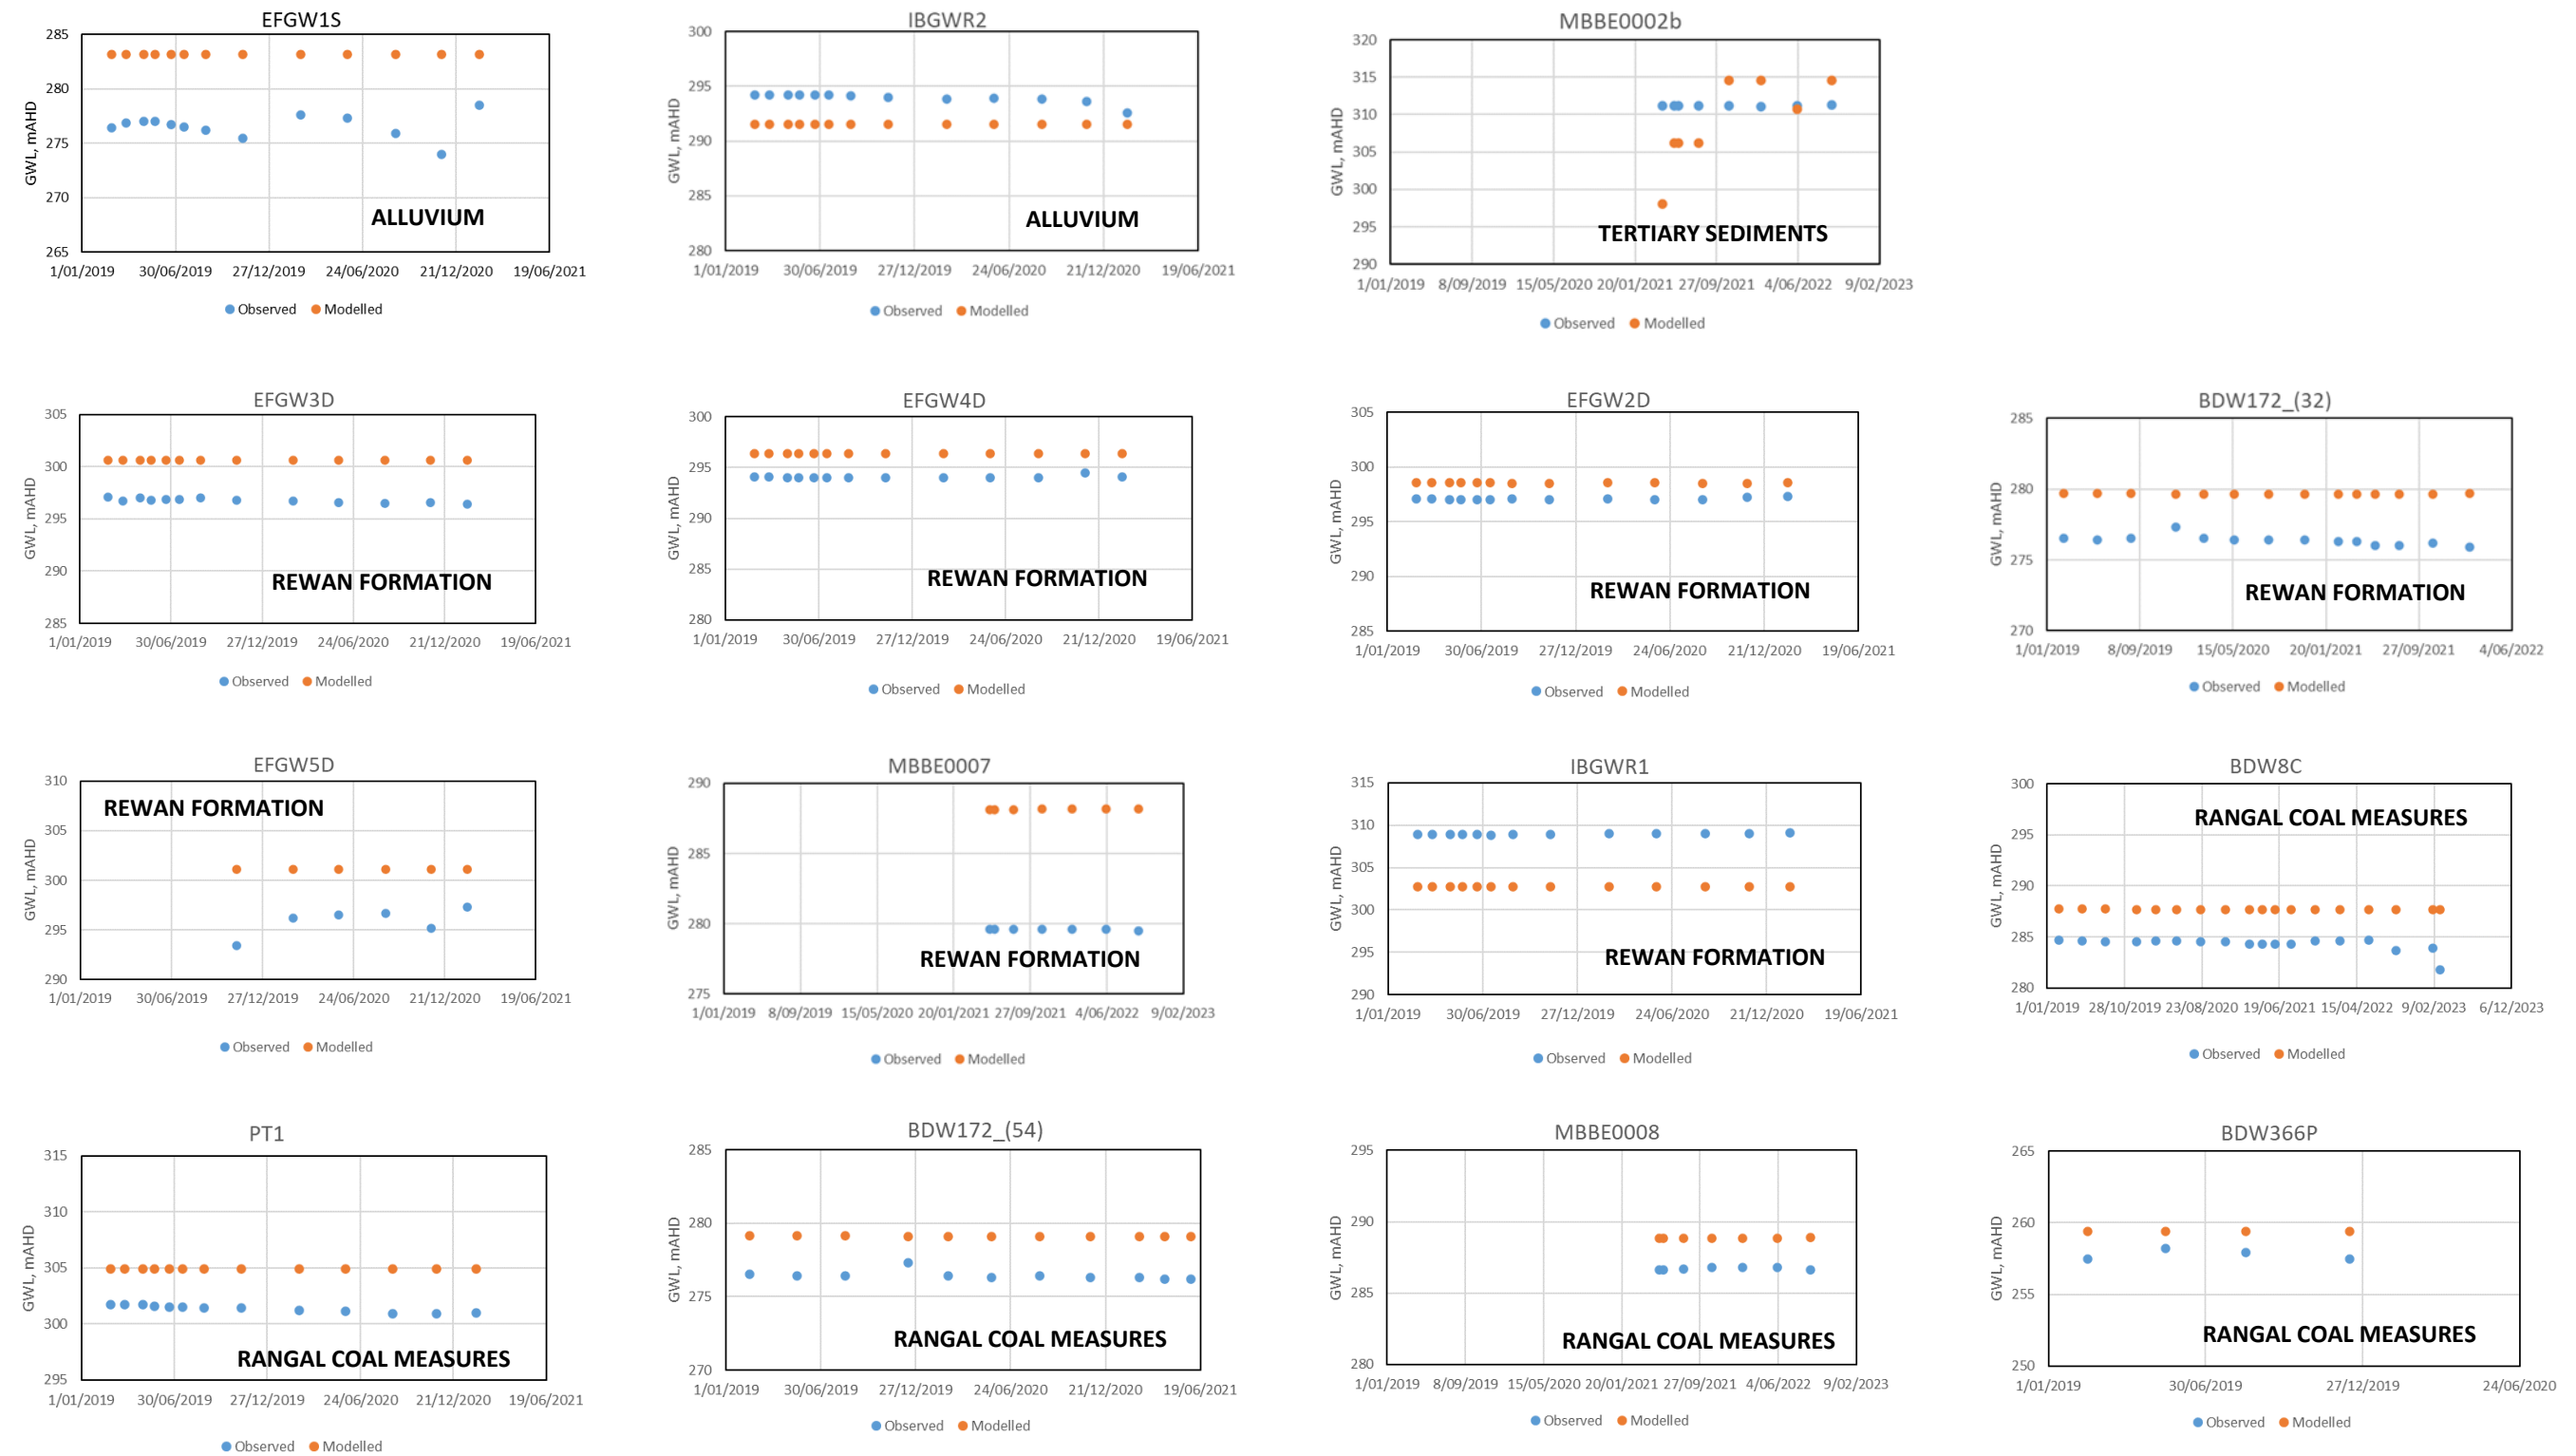 EFGW1S
GWL, mAHD
285
280
275
270
265
ALLUVIUM
1/01/2019 30/06/2019 27/12/2019 24/06/2020 21/12/2020 19/06/2021
Observed Modelled
IBGWR2
GWL, mAHD
300
295
290
285
280
ALLUVIUM
1/01/2019 30/06/2019 27/12/2019 24/06/2020 21/12/2020 19/06/2021
Observed Modelled
MBBE0002b
GWL, mAHD
320
315
310
305
300
295
290
TERTIARY SEDIMENTS
1/01/2019 8/09/2019 15/05/2020 20/01/2021 27/09/2021 4/06/2022 9/02/2023
Observed Modelled
EFGW3D
GWL, mAHD
305
300
295
290
285
REWAN FORMATION
1/01/2019 30/06/2019 27/12/2019 24/06/2020 21/12/2020 19/06/2021
Observed Modelled
EFGW4D
GWL, mAHD
300
295
290
285
280
REWAN FORMATION
1/01/2019 30/06/2019 27/12/2019 24/06/2020 21/12/2020 19/06/2021
Observed Modelled
EFGW2D
GWL, mAHD
305
300
295
290
285
REWAN FORMATION
1/01/2019 30/06/2019 27/12/2019 24/06/2020 21/12/2020 19/06/2021
Observed Modelled
BDW172_(32)
GWL, mAHD
285
280
275
270
REWAN FORMATION
1/01/2019 8/09/2019 15/05/2020 20/01/2021 27/09/2021 4/06/2022
Observed Modelled
EFGW5D
GWL, mAHD
310
305
300
295
290
REWAN FORMATION
1/01/2019 30/06/2019 27/12/2019 24/06/2020 21/12/2020 19/06/2021
Observed Modelled
MBBE0007
GWL, mAHD
290
285
280
275
REWAN FORMATION
1/01/2019 8/09/2019 15/05/2020 20/01/2021 27/09/2021 4/06/2022 9/02/2023
Observed Modelled
IBGWR1
GWL, mAHD
315
310
305
300
295
290
REWAN FORMATION
1/01/2019 30/06/2019 27/12/2019 24/06/2020 21/12/2020 19/06/2021
Observed Modelled
BDW8C
GWL, mAHD
300
295
290
285
280
RANGAL COAL MEASURES
1/01/2019 28/10/2019 23/08/2020 19/06/2021 15/04/2022 9/02/2023 6/12/2023
Observed Modelled
PT1
GWL, mAHD
315
310
305
300
295
RANGAL COAL MEASURES
1/01/2019 30/06/2019 27/12/2019 24/06/2020 21/12/2020 19/06/2021
Observed Modelled
BDW172_(54)
GWL, mAHD
285
280
275
270
RANGAL COAL MEASURES
1/01/2019 30/06/2019 27/12/2019 24/06/2020 21/12/2020 19/06/2021
Observed Modelled
MBBE0008
GWL, mAHD
295
290
285
280
RANGAL COAL MEASURES
1/01/2019 8/09/2019 15/05/2020 20/01/2021 27/09/2021 4/06/2022 9/02/2023
Observed Modelled
BDW366P
GWL, mAHD
265
260
255
250
RANGAL COAL MEASURES
1/01/2019 30/06/2019 27/12/2019 24/06/2020
Observed Modelled